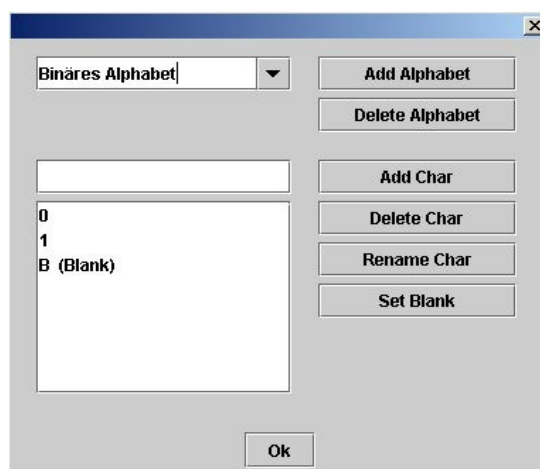 Binäres Alphabet
Add Alphabet
Delete Alphabet
Add Char
0
1
B (Blank)
Delete Char
Rename Char
Set Blank
Ok